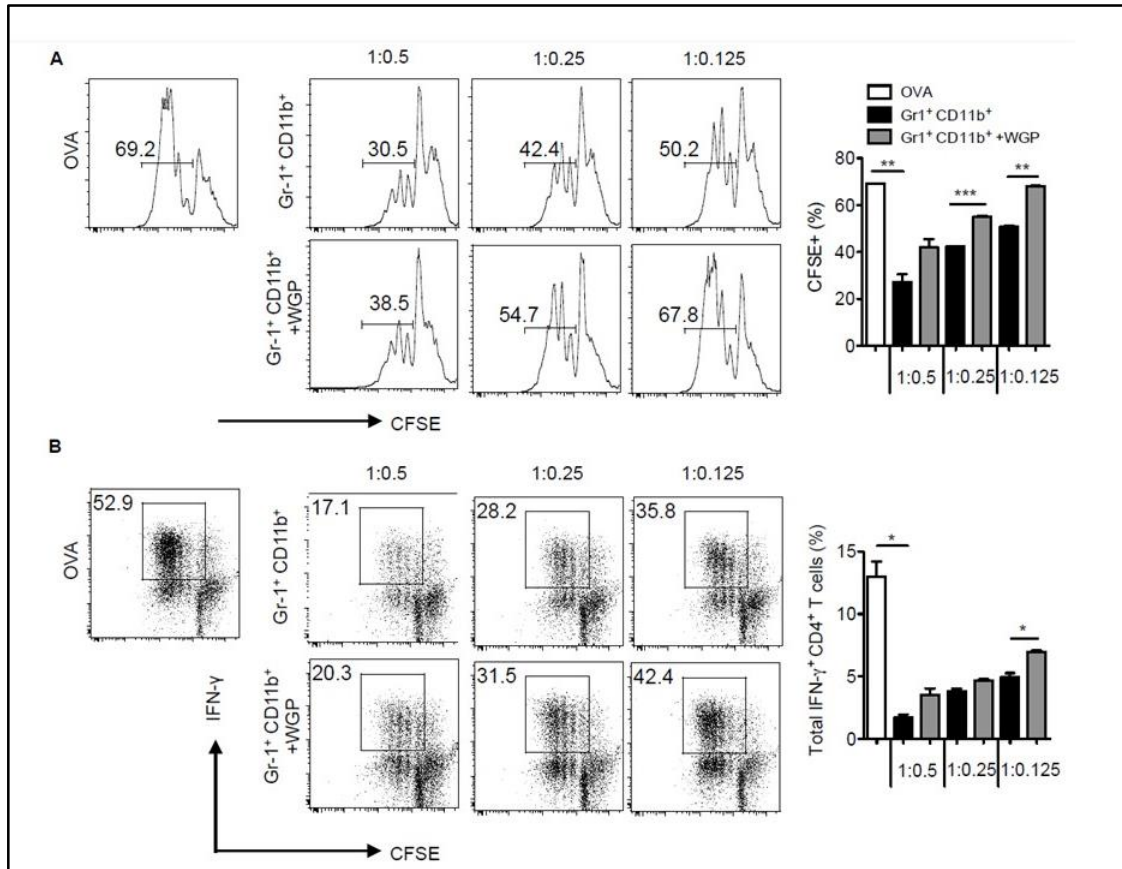 A
1:0.5 1:0.25 1:0.125
OVA
69.2
Gr-1⁺ CD11b⁺
30.5
42.4
50.2
Gr-1⁺ CD11b⁺
+WGP
38.5
54.7
67.8
CFSE
OVA
Gr1⁺ CD11b⁺
Gr1⁺ CD11b⁺ +WGP
CFSE+ (%)
80
60
40
20
0
** *** **
1:0.5 1:0.25 1:0.125
B
1:0.5 1:0.25 1:0.125
OVA
52.9
Gr-1⁺ CD11b⁺
17.1
28.2
35.8
Gr-1⁺ CD11b⁺
+WGP
20.3
31.5
42.4
IFN-γ
CFSE
Total IFN-γ⁺ CD4⁺ T cells (%)
15
10
5
0
* *
1:0.5 1:0.25 1:0.125